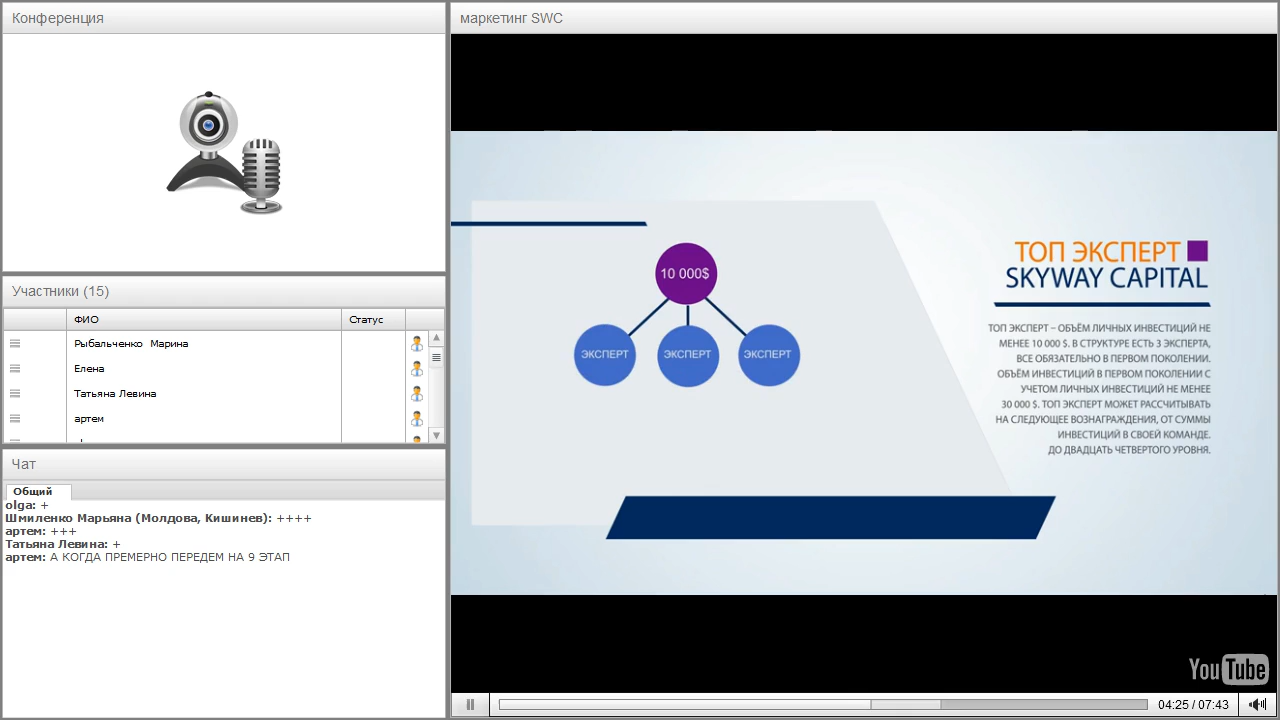 Конференция
Участники (15)
ФИО
Статус
Рыбальченко Марина
Елена
Татьяна Левина
артем
Чат
Общий
olga: +
Шмиленко Марьяна (Молдова, Кишинев): ++++
артем: +++
Татьяна Левина: +
артем: А КОГДА ПРЕМЕРНО ПЕРЕДЕМ НА 9 ЭТАП
маркетинг SWC
10 000$
ЭКСПЕРТ
ЭКСПЕРТ
ЭКСПЕРТ
ТОП ЭКСПЕРТ
SKYWAY CAPITAL
ТОП ЭКСПЕРТ – ОБЪЁМ ЛИЧНЫХ ИНВЕСТИЦИЙ НЕ
МЕНЕЕ 10 000 $. В СТРУКТУРЕ ЕСТЬ 3 ЭКСПЕРТА,
ВСЕ ОБЯЗАТЕЛЬНО В ПЕРВОМ ПОКОЛЕНИИ.
ОБЪЁМ ИНВЕСТИЦИЙ В ПЕРВОМ ПОКОЛЕНИИ С
УЧЕТОМ ЛИЧНЫХ ИНВЕСТИЦИЙ НЕ МЕНЕЕ
30 000 $. ТОП ЭКСПЕРТ МОЖЕТ РАССЧИТЫВАТЬ
НА СЛЕДУЮЩЕЕ ВОЗНАГРАЖДЕНИЯ, ОТ СУММЫ
ИНВЕСТИЦИЙ В СВОЕЙ КОМАНДЕ.
ДО ДВАДЦАТЬ ЧЕТВЕРТОГО УРОВНЯ.
YouTube
04:25 / 07:43